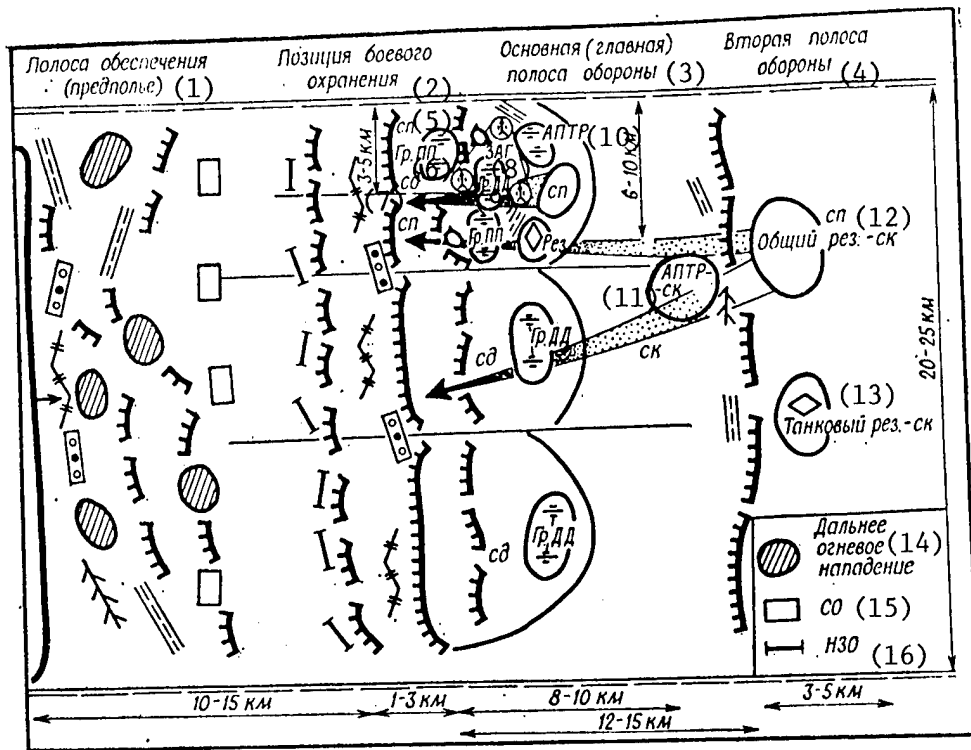 Полоса обеспечения
(предполье) (1)
Позиция боевого
охранения (2)
Основная (главная)
полоса обороны (3)
Вторая полоса
обороны (4)
сп (5)
Гр.ПП
(6
3-5 км
сд
(7
ЗАГ
8
Гр.ДД
АПТР (10)
сп
6-10 км
сп
Гр.ПП
Рез.
сп (12)
Общий рез.-ск
АПТР-
(11) -ск
сд
Гр.ДД
ск
20-25 км
(13)
Танковый рез.-ск
сд
Гр.ДД
Дальнее
огневое (14)
нападение
СО (15)
НЗО (16)
10-15 км
1-3 км
8-10 км
3-5 км
12-15 км